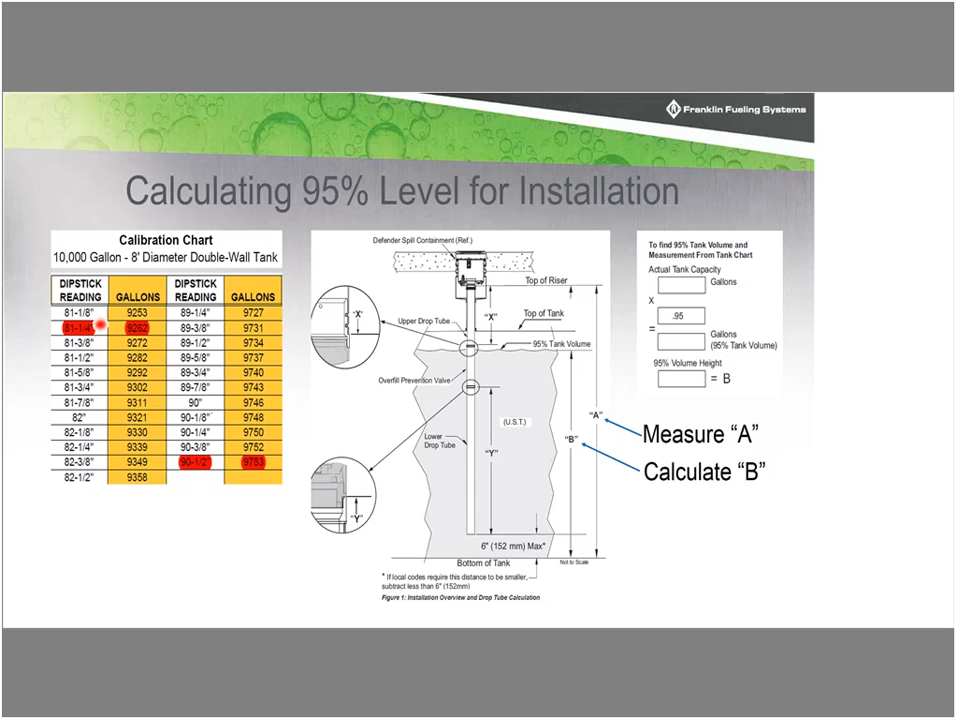 Franklin Fueling Systems
Calculating 95% Level for Installation
Calibration Chart
10,000 Gallon - 8' Diameter Double-Wall Tank
DIPSTICK READING GALLONS DIPSTICK READING GALLONS
81-1/8" 9253 89-1/4" 9727
81-1/4" 9262 89-3/8" 9731
81-3/8" 9272 89-1/2" 9734
81-1/2" 9282 89-5/8" 9737
81-5/8" 9292 89-3/4" 9740
81-3/4" 9302 89-7/8" 9743
81-7/8" 9311 90" 9746
82" 9321 90-1/8" 9748
82-1/8" 9330 90-1/4" 9750
82-1/4" 9339 90-3/8" 9752
82-3/8" 9349 90-1/2" 9753
82-1/2" 9358
Defender Spill Containment (Ref.)
Top of Riser
"X"
"X"
Upper Drop Tube
Top of Tank
95% Tank Volume
Overfill Prevention Valve
"A"
(U.S.T.)
Lower
Drop Tube
"B"
"Y"
"Y"
6" (152 mm) Max*
Bottom of Tank
Not to Scale
* If local codes require this distance to be smaller,
subtract less than 6" (152mm)
Figure 1: Installation Overview and Drop Tube Calculation
To find 95% Tank Volume and
Measurement From Tank Chart
Actual Tank Capacity
Gallons
X
.95
=
Gallons
(95% Tank Volume)
95% Volume Height
= B
Measure “A”
Calculate “B”